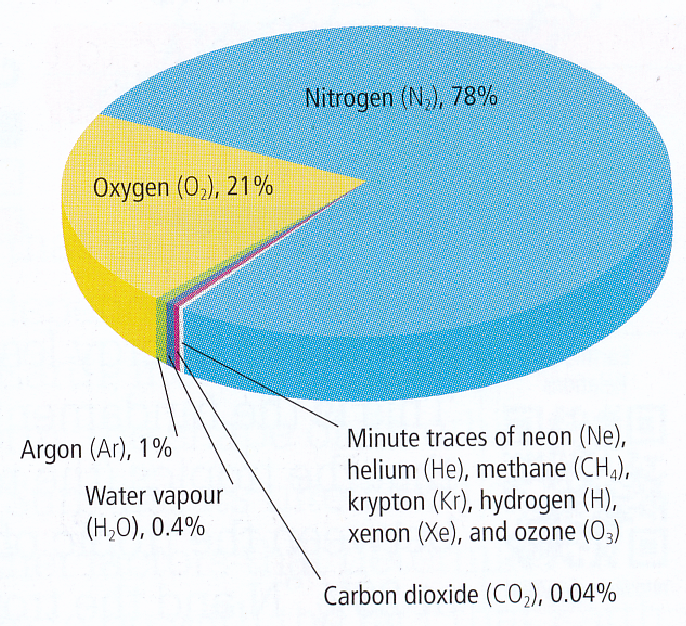 Nitrogen (N₂), 78%
Oxygen (O₂), 21%
Argon (Ar), 1%
Water vapour
(H₂O), 0.4%
Minute traces of neon (Ne),
helium (He), methane (CH₄),
krypton (Kr), hydrogen (H),
xenon (Xe), and ozone (O₃)
Carbon dioxide (CO₂), 0.04%